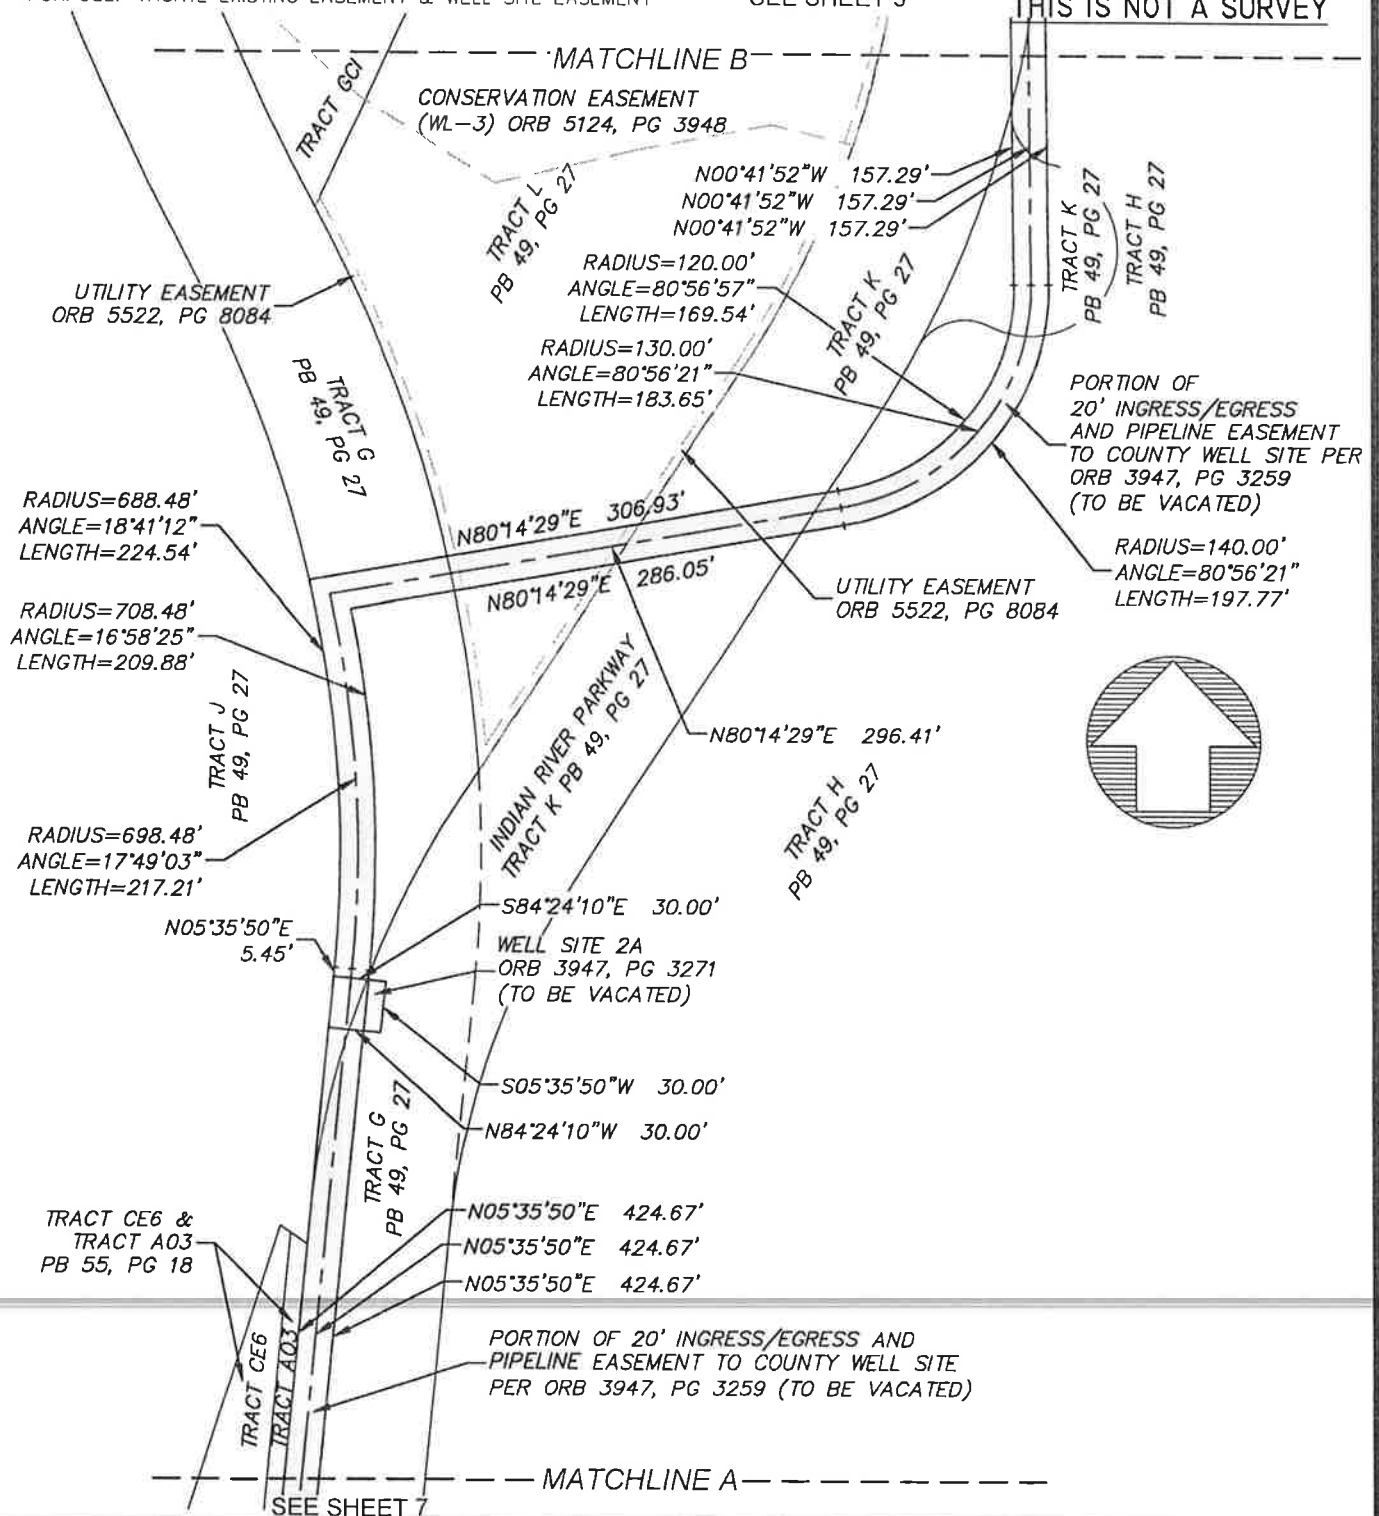 PURPOSE: VACATE EXISTING EASEMENT & WELL SITE EASEMENT
SEE SHEET
THIS IS NOT A SURVEY
MATCHLINE B
TRACT GC1
CONSERVATION EASEMENT
(WL-3) ORB 5124, PG 3948
TRACT L
PB 49, PG 27
N00°41'52"W 157.29'
N00°41'52"W 157.29'
N00°41'52"W 157.29'
TRACT K
PB 49, PG 27
TRACT H
PB 49, PG 27
RADIUS=120.00'
ANGLE=80°56'57"
LENGTH=169.54'
TRACT K
PB 49, PG 27
UTILITY EASEMENT
ORB 5522, PG 8084
RADIUS=130.00'
ANGLE=80°56'21"
LENGTH=183.65'
TRACT G
PB 49, PG 27
PORTION OF
20' INGRESS/EGRESS
AND PIPELINE EASEMENT
TO COUNTY WELL SITE PER
ORB 3947, PG 3259
(TO BE VACATED)
RADIUS=688.48'
ANGLE=18°41'12"
LENGTH=224.54'
N80°14'29"E 306.93'
N80°14'29"E 286.05'
RADIUS=140.00'
ANGLE=80°56'21"
LENGTH=197.77'
UTILITY EASEMENT
ORB 5522, PG 8084
RADIUS=708.48'
ANGLE=16°58'25"
LENGTH=209.88'
TRACT J
PB 49, PG 27
INDIAN RIVER PARKWAY
TRACT K PB 49, PG 27
N80°14'29"E 296.41'
TRACT H
PB 49, PG 27
RADIUS=698.48'
ANGLE=17°49'03"
LENGTH=217.21'
S84°24'10"E 30.00'
N05°35'50"E
5.45'
WELL SITE 2A
ORB 3947, PG 3271
(TO BE VACATED)
S05°35'50"W 30.00'
N84°24'10"W 30.00'
TRACT G
PB 49, PG 27
TRACT CE6 &
TRACT A03
PB 55, PG 18
N05°35'50"E 424.67'
N05°35'50"E 424.67'
N05°35'50"E 424.67'
TRACT CE6
TRACT A03
PORTION OF 20' INGRESS/EGRESS AND
PIPELINE EASEMENT TO COUNTY WELL SITE
PER ORB 3947, PG 3259 (TO BE VACATED)
MATCHLINE A
SEE SHEET 7